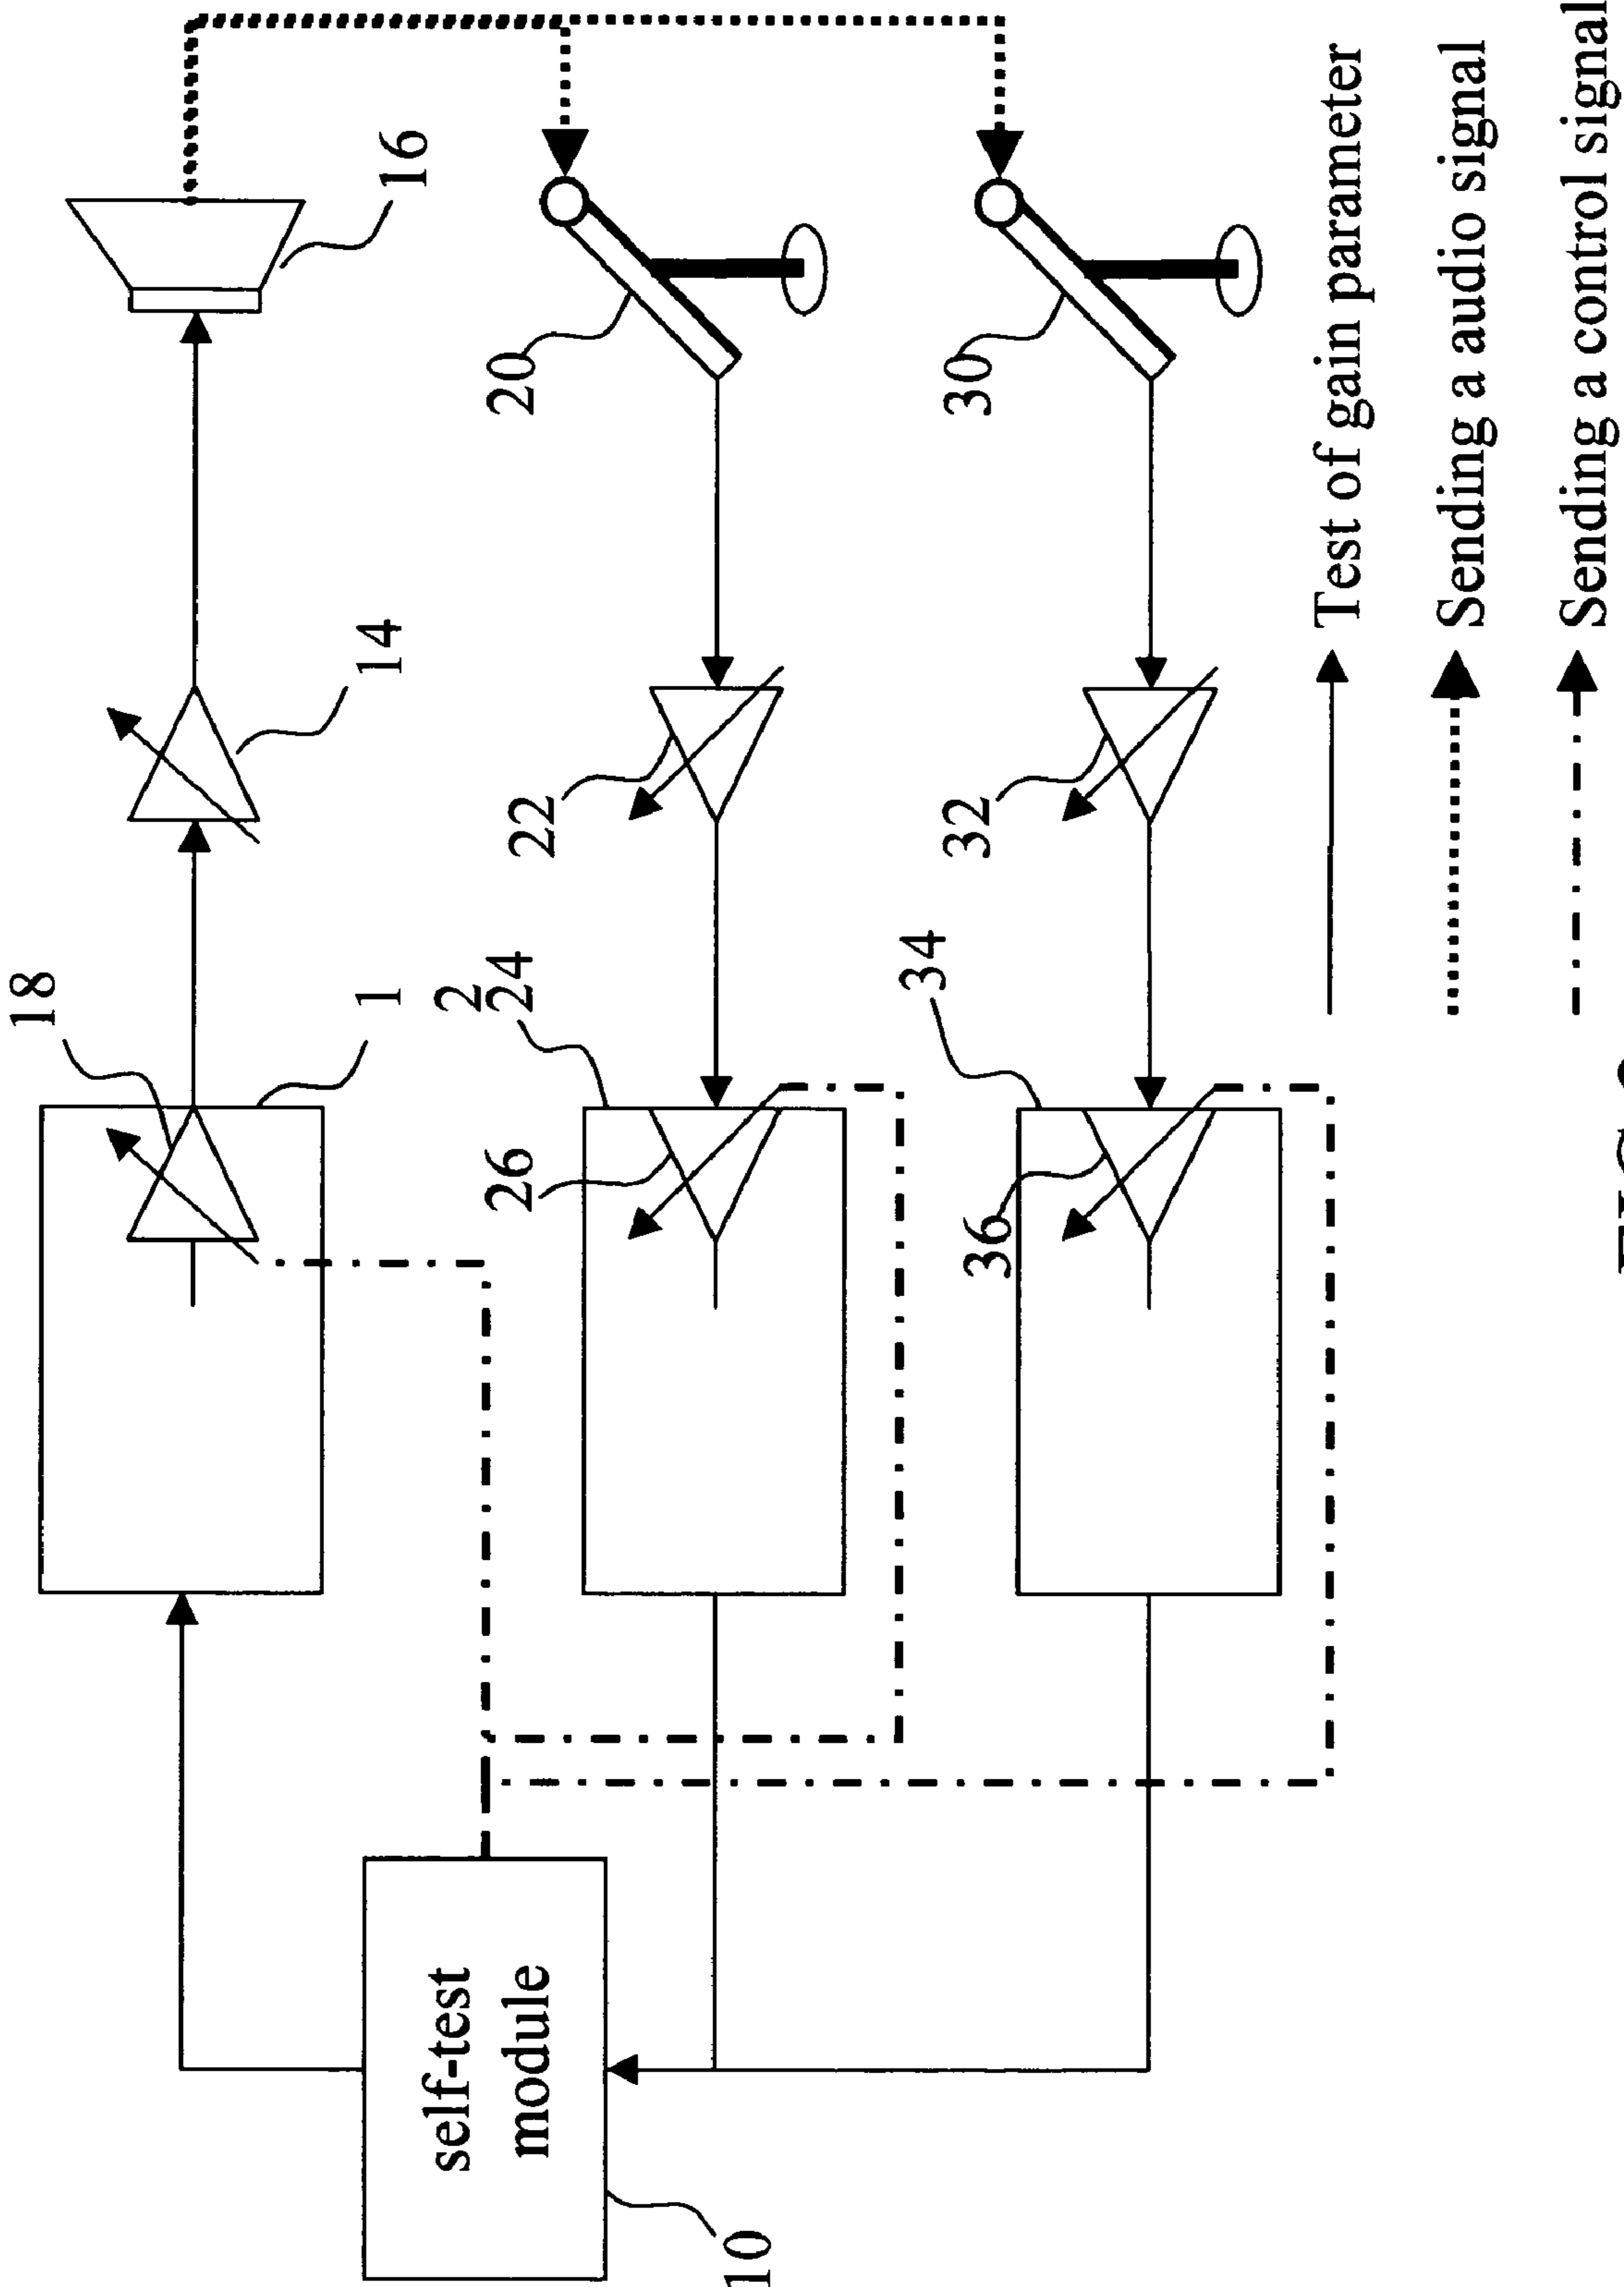 18
1
14
16
self-test
module
10
2
24
26
22
20
34
36
32
30
Test of gain parameter
Sending a audio signal
Sending a control signal